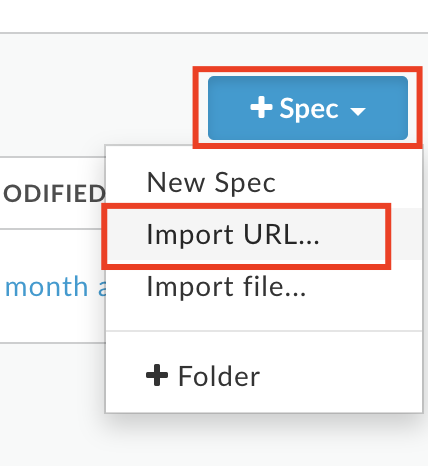 + Spec
ODIFIED
New Spec
Import URL...
month a
Import file...
+ Folder